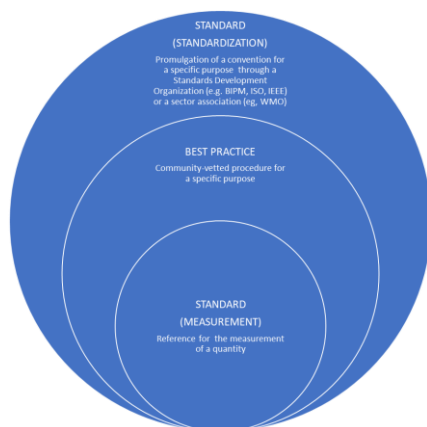 STANDARD
(STANDARDIZATION)
Promulgation of a convention for
a specific purpose through a
Standards Development
Organization (e.g. BIPM, ISO, IEEE)
or a sector association (eg, WMO)
BEST PRACTICE
Community-vetted procedure for
a specific purpose
STANDARD
(MEASUREMENT)
Reference for the measurement
of a quantity